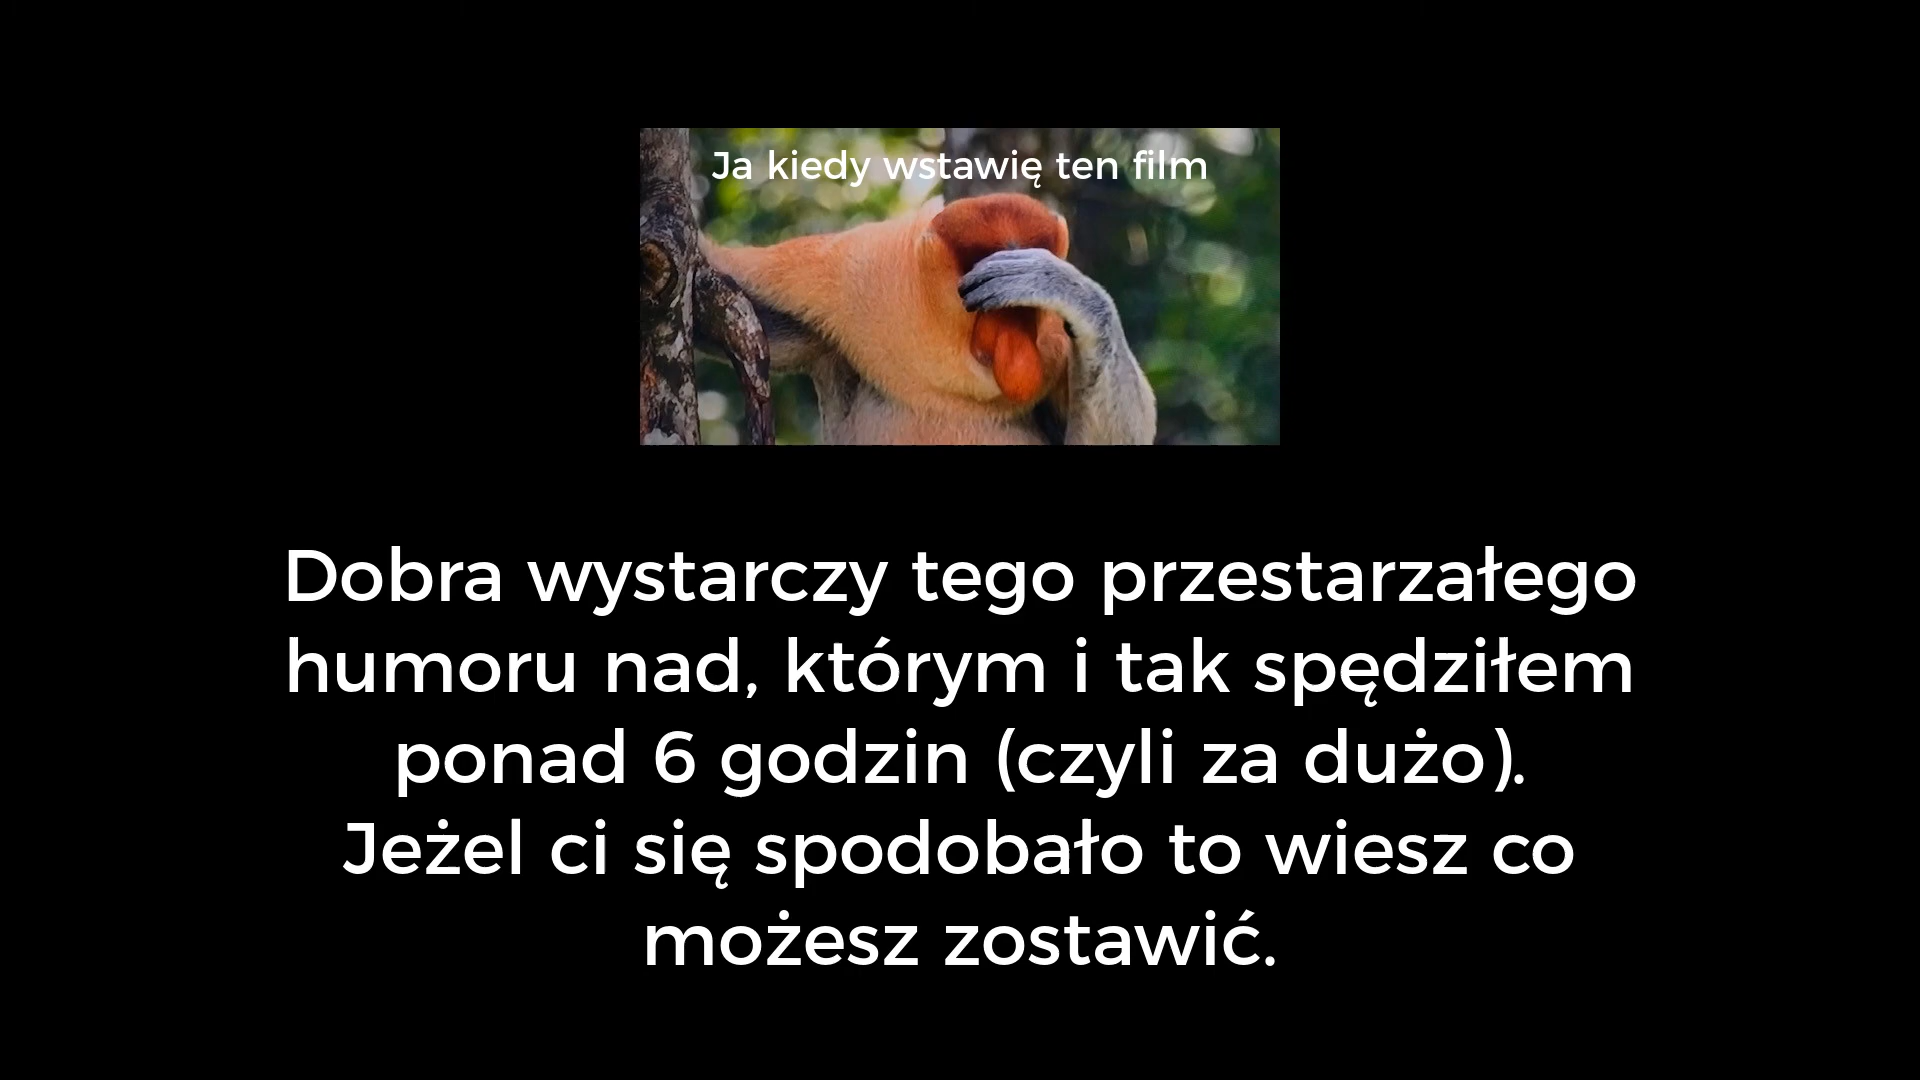 Ja kiedy wstawię ten film
Dobra wystarczy tego przestarzałego
humoru nad, którym i tak spędziłem
ponad 6 godzin (czyli za dużo).
Jeżel ci się spodobało to wiesz co
możesz zostawić.